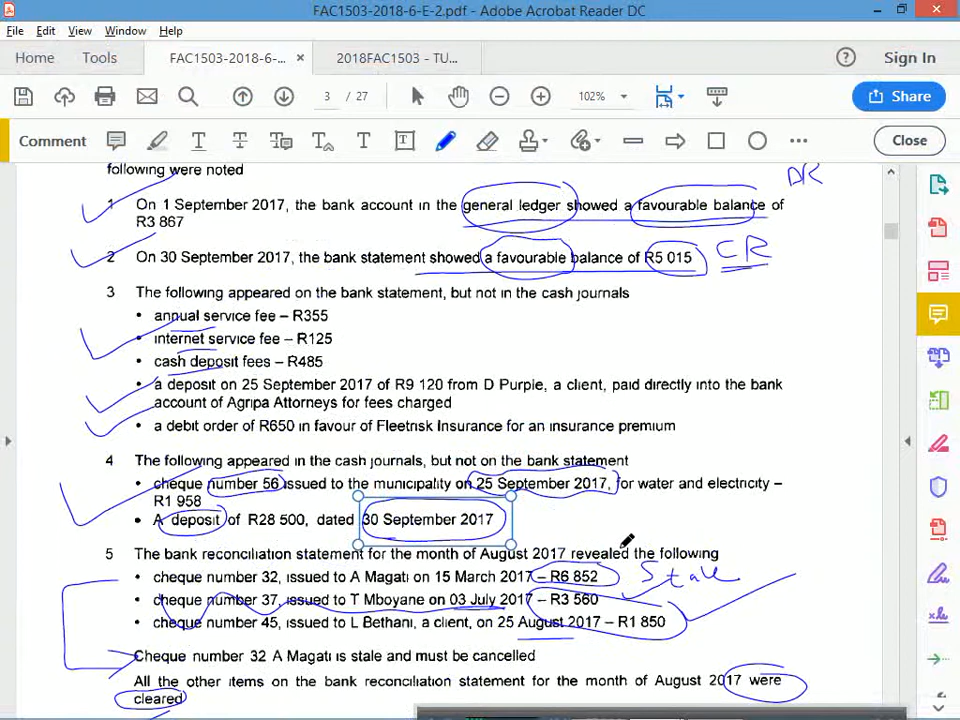 FAC1503-2018-6-E-2.pdf - Adobe Acrobat Reader DC
File Edit View Window Help
Home Tools FAC1503-2018-6-... × 2018FAC1503 - TU... Sign In
3 / 27 102% Share
Comment Close
following were noted
DR
1 On 1 September 2017, the bank account in the general ledger showed a favourable balance of
R3 867
2 On 30 September 2017, the bank statement showed a favourable balance of R5 015 CR
3 The following appeared on the bank statement, but not in the cash journals
• annual service fee – R355
• internet service fee – R125
• cash deposit fees – R485
• a deposit on 25 September 2017 of R9 120 from D Purple, a client, paid directly into the bank
account of Agripa Attorneys for fees charged
• a debit order of R650 in favour of Fleetrisk Insurance for an insurance premium
4 The following appeared in the cash journals, but not on the bank statement
• cheque number 56 issued to the municipality on 25 September 2017, for water and electricity –
R1 958
• A deposit of R28 500, dated 30 September 2017
5 The bank reconciliation statement for the month of August 2017 revealed the following
• cheque number 32, issued to A Magati on 15 March 2017 – R6 852 Stale
• cheque number 37, issued to T Mboyane on 03 July 2017 – R3 560
• cheque number 45, issued to L Bethani, a client, on 25 August 2017 – R1 850
Cheque number 32 A Magati is stale and must be cancelled
All the other items on the bank reconciliation statement for the month of August 2017 were
cleared